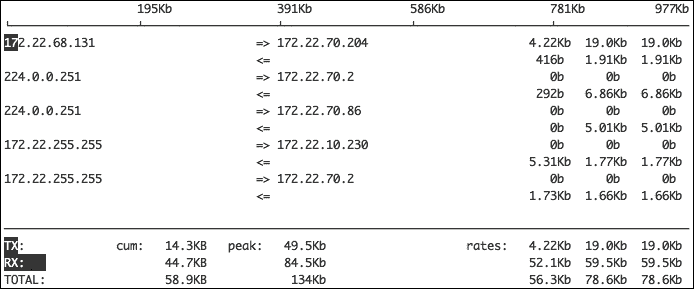 195Kb 391Kb 586Kb 781Kb 977Kb
172.22.68.131 => 172.22.70.204 4.22Kb 19.0Kb 19.0Kb
<= 416b 1.91Kb 1.91Kb
224.0.0.251 => 172.22.70.2 0b 0b 0b
<= 292b 6.86Kb 6.86Kb
224.0.0.251 => 172.22.70.86 0b 0b 0b
<= 0b 5.01Kb 5.01Kb
172.22.255.255 => 172.22.10.230 0b 0b 0b
<= 5.31Kb 1.77Kb 1.77Kb
172.22.255.255 => 172.22.70.2 0b 0b 0b
<= 1.73Kb 1.66Kb 1.66Kb
TX: cum: 14.3KB peak: 49.5Kb rates: 4.22Kb 19.0Kb 19.0Kb
RX: 44.7KB 84.5Kb 52.1Kb 59.5Kb 59.5Kb
TOTAL: 58.9KB 134Kb 56.3Kb 78.6Kb 78.6Kb